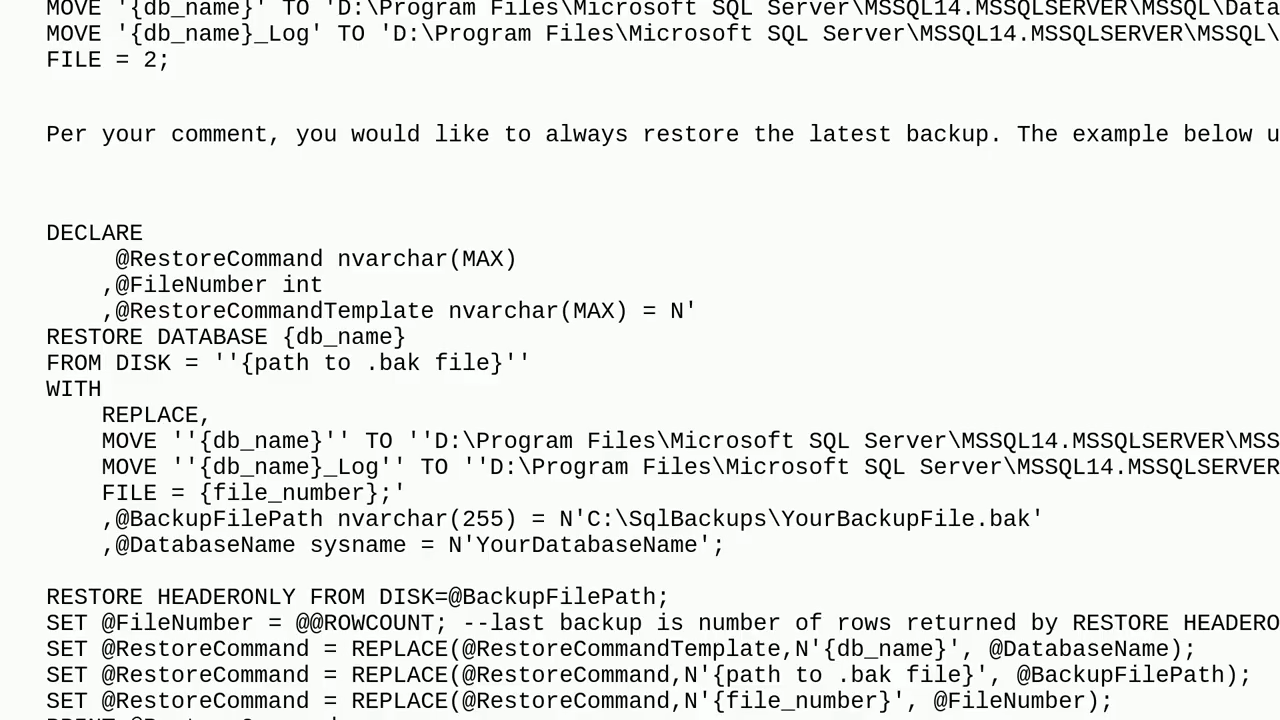 MOVE '{db_name}' TO 'D:\Program Files\Microsoft SQL Server\MSSQL14.MSSQLSERVER\MSSQL\Data
MOVE '{db_name}_Log' TO 'D:\Program Files\Microsoft SQL Server\MSSQL14.MSSQLSERVER\MSSQL\
FILE = 2;
Per your comment, you would like to always restore the latest backup. The example below u
DECLARE
     @RestoreCommand nvarchar(MAX)
    ,@FileNumber int
    ,@RestoreCommandTemplate nvarchar(MAX) = N'
RESTORE DATABASE {db_name}
FROM DISK = ''{path to .bak file}''
WITH
    REPLACE,
    MOVE ''{db_name}'' TO ''D:\Program Files\Microsoft SQL Server\MSSQL14.MSSQLSERVER\MSS
    MOVE ''{db_name}_Log'' TO ''D:\Program Files\Microsoft SQL Server\MSSQL14.MSSQLSERVER
    FILE = {file_number};'
    ,@BackupFilePath nvarchar(255) = N'C:\SqlBackups\YourBackupFile.bak'
    ,@DatabaseName sysname = N'YourDatabaseName';
RESTORE HEADERONLY FROM DISK=@BackupFilePath;
SET @FileNumber = @@ROWCOUNT; --last backup is number of rows returned by RESTORE HEADERO
SET @RestoreCommand = REPLACE(@RestoreCommandTemplate,N'{db_name}', @DatabaseName);
SET @RestoreCommand = REPLACE(@RestoreCommand,N'{path to .bak file}', @BackupFilePath);
SET @RestoreCommand = REPLACE(@RestoreCommand,N'{file_number}', @FileNumber);